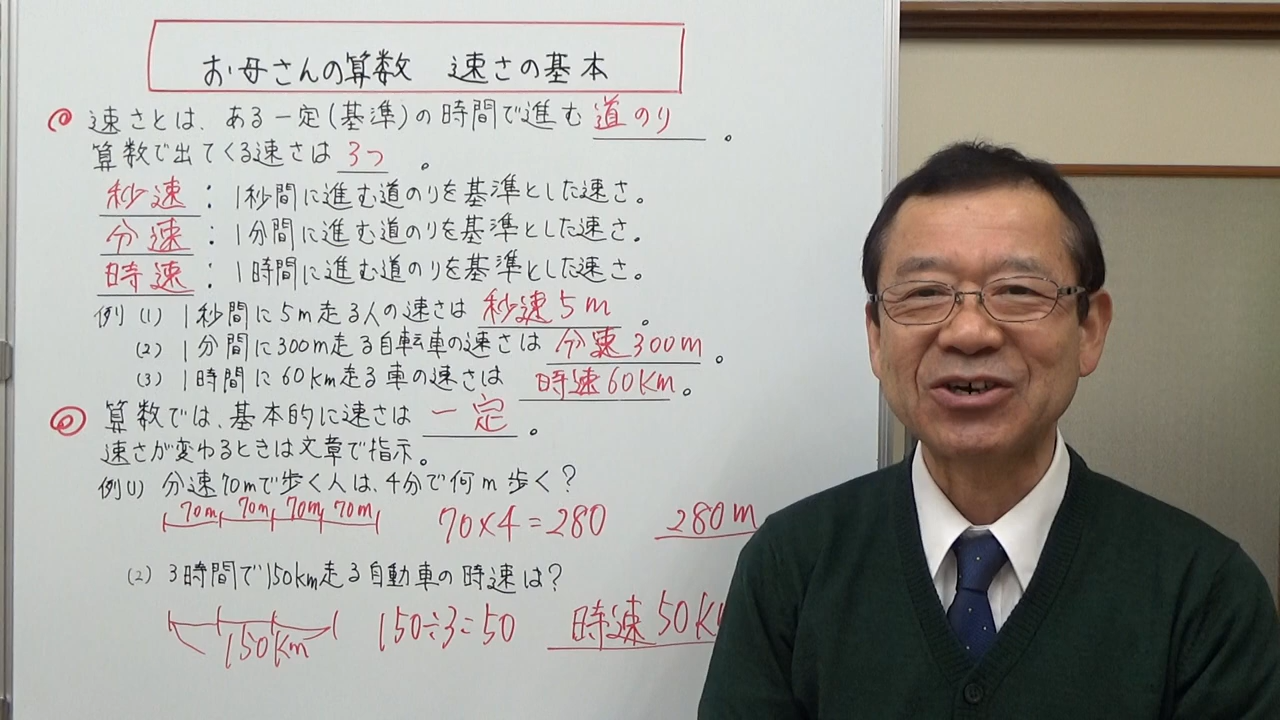 お母さんの算数 速さの基本
速さとは、ある一定(基準)の時間で進む 道のり 。
算数で出てくる速さは 3つ 。
秒速 : 1秒間に進む道のりを基準とした速さ。
分速 : 1分間に進む道のりを基準とした速さ。
時速 : 1時間に進む道のりを基準とした速さ。
例 (1) 1秒間に5m走る人の速さは 秒速5m 。
(2) 1分間に300m走る自転車の速さは 分速300m 。
(3) 1時間に60km走る車の速さは 時速60km 。
算数では、基本的に速さは 一定 。
速さが変わるときは文章で指示。
例(1) 分速70mで歩く人は、4分で何m歩く?
70m 70m 70m 70m 70×4=280 280m
(2) 3時間で150km走る自動車の時速は?
150km 150÷3=50 時速50k